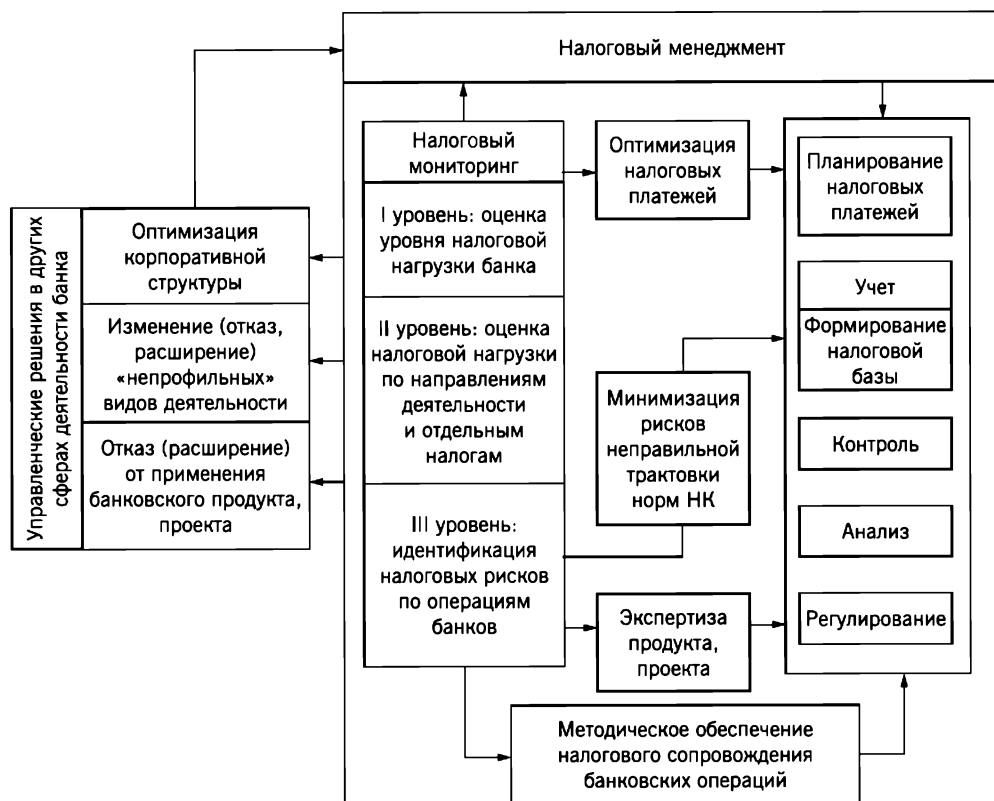 Налоговый менеджмент
Налоговый
мониторинг
I уровень: оценка
уровня налоговой
нагрузки банка
II уровень: оценка
налоговой нагрузки
по направлениям
деятельности
и отдельным
налогам
III уровень:
идентификация
налоговых рисков
по операциям
банков
Оптимизация
налоговых
платежей
Минимизация
рисков
неправильной
трактовки
норм НК
Экспертиза
продукта,
проекта
Методическое обеспечение
налогового сопровождения
банковских операций
Планирование
налоговых
платежей
Учет
Формирование
налоговой
базы
Контроль
Анализ
Регулирование
Управленческие решения в других
сферах деятельности банка
Оптимизация
корпоративной
структуры
Изменение (отказ,
расширение)
«непрофильных»
видов деятельности
Отказ (расширение)
от применения
банковского продукта,
проекта